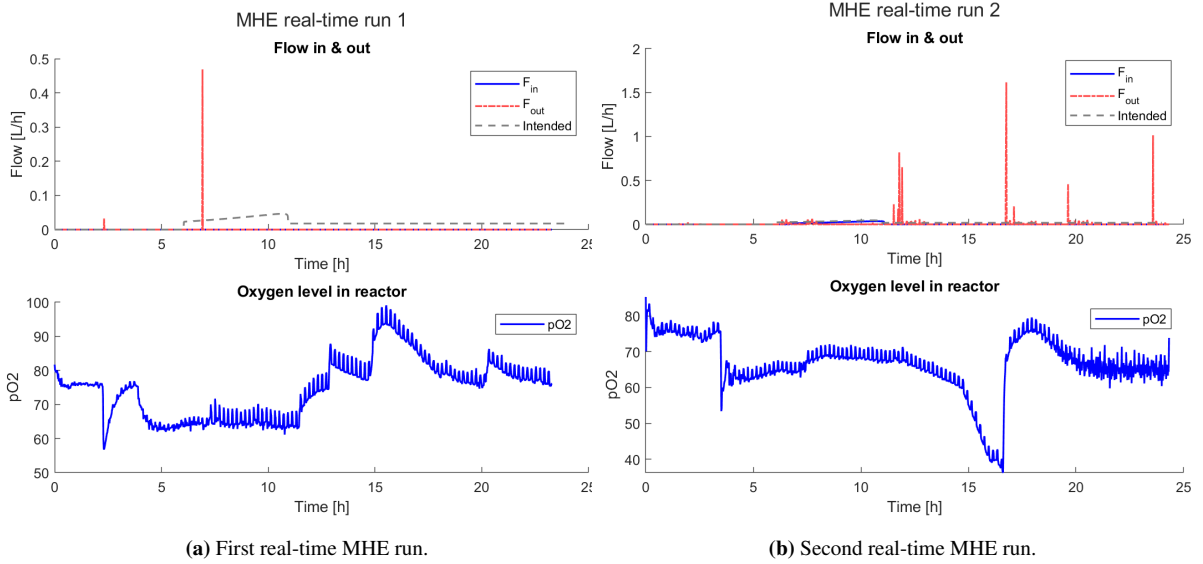 MHE real-time run 1
Flow in & out
Flow [L/h]
0.5
0.4
0.3
0.2
0.1
0
F_in
F_out
Intended
0 5 10 15 20 25
Time [h]
Oxygen level in reactor
pO2
100
90
80
70
60
50
pO2
0 5 10 15 20 25
Time [h]
(a) First real-time MHE run.
MHE real-time run 2
Flow in & out
Flow [L/h]
2
1.5
1
0.5
0
F_in
F_out
Intended
0 5 10 15 20 25
Time [h]
Oxygen level in reactor
pO2
80
70
60
50
40
pO2
0 5 10 15 20 25
Time [h]
(b) Second real-time MHE run.